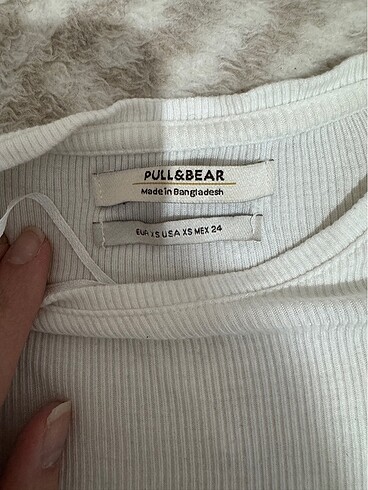 PULL&BEAR
Made in Bangladesh
EUR XS USA XS MEX 24